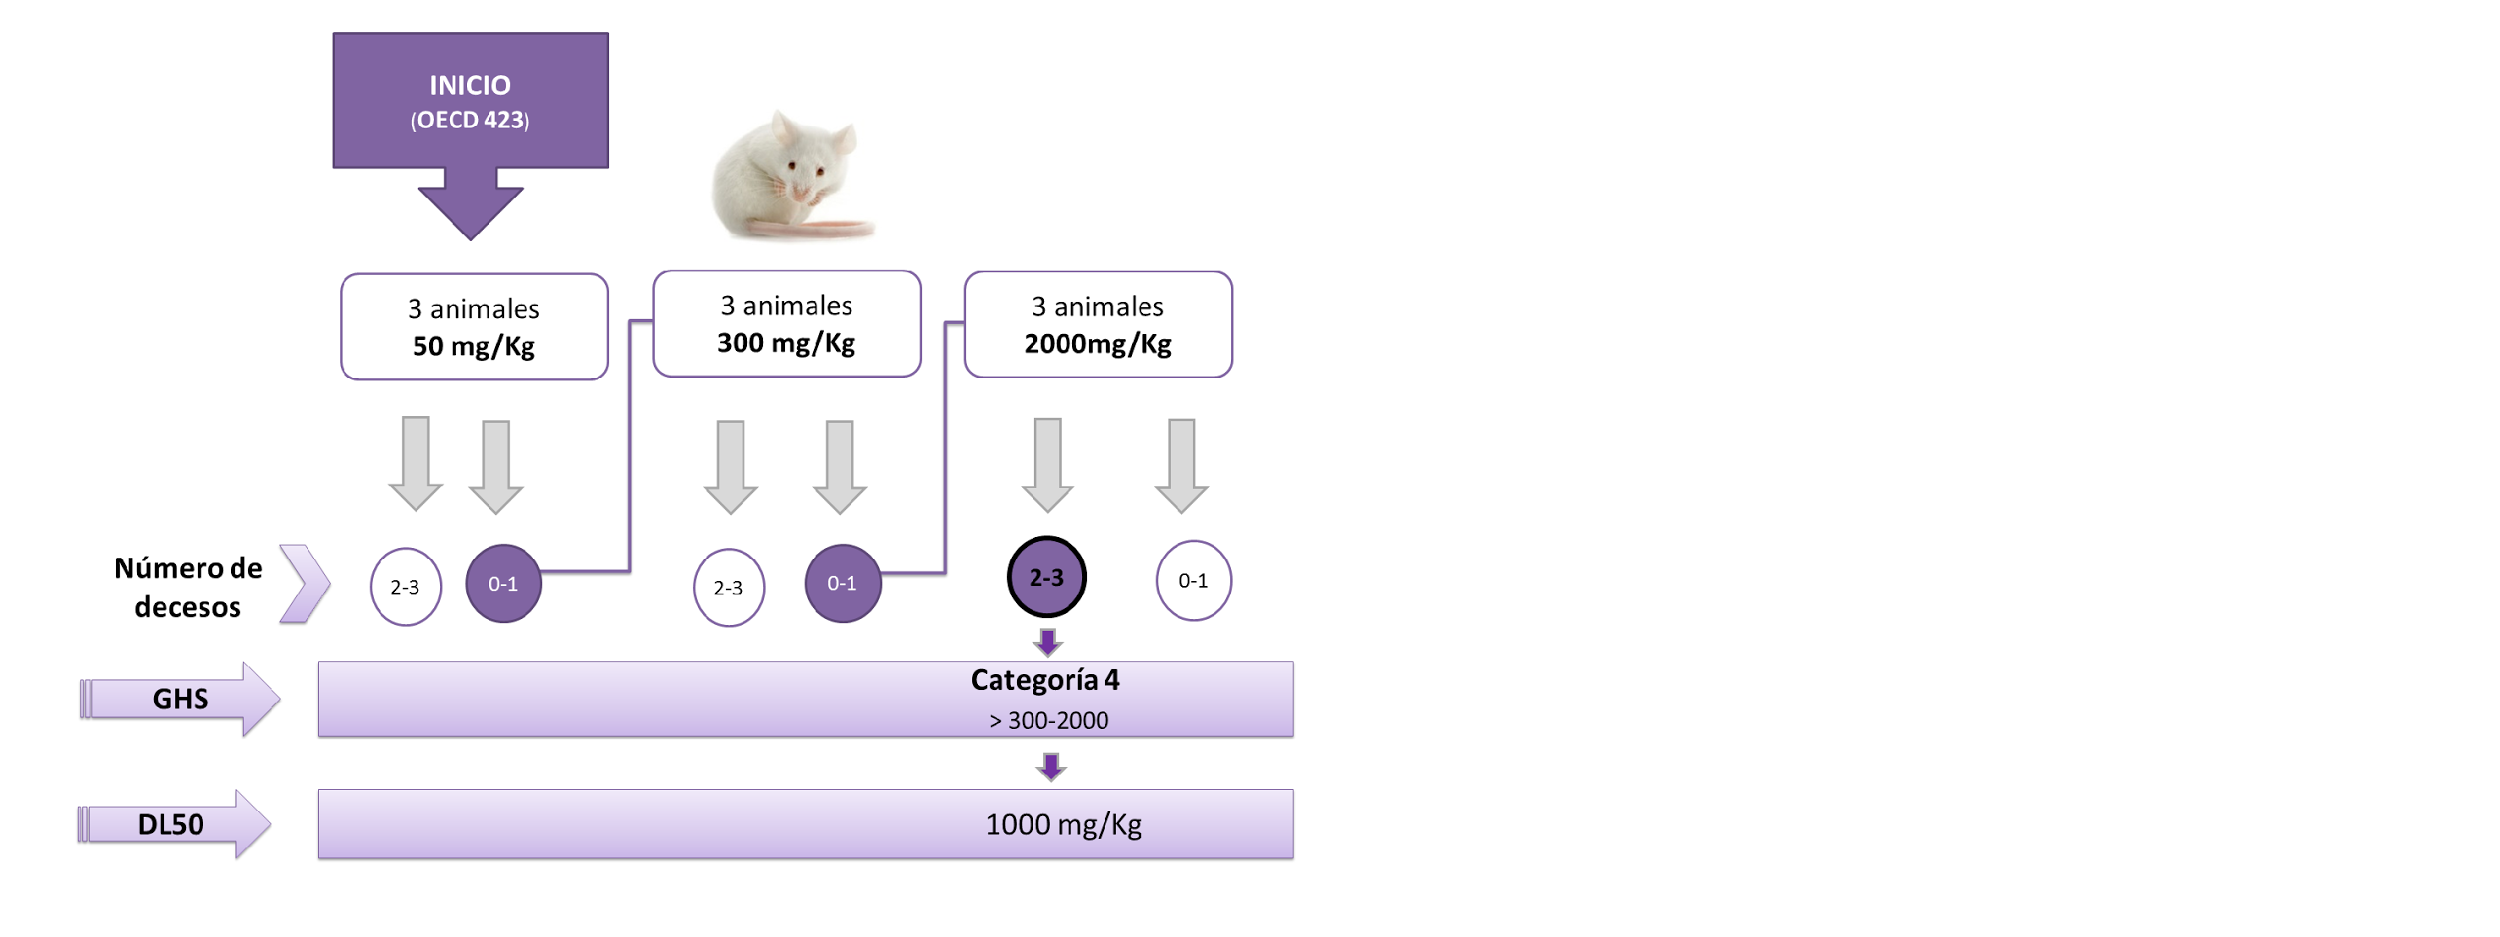 INICIO
(OECD 423)
3 animales
50 mg/Kg
3 animales
300 mg/Kg
3 animales
2000mg/Kg
Número de
decesos
2-3
0-1
2-3
0-1
2-3
0-1
GHS
Categoría 4
> 300-2000
DL50
1000 mg/Kg